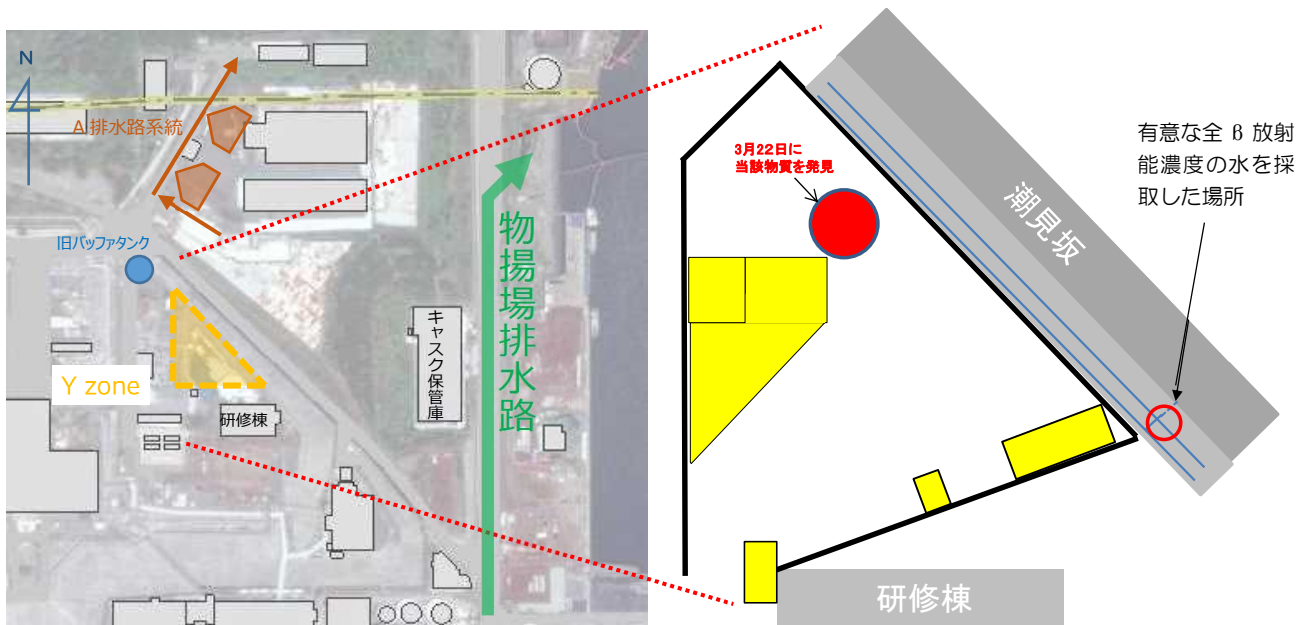 N
A排水路系統
旧バッファタンク
Y zone
研修棟
キャスク保管庫
物揚場排水路
3月22日に
当該物質を発見
潮見坂
有意な全 β 放射
能濃度の水を採
取した場所
研修棟